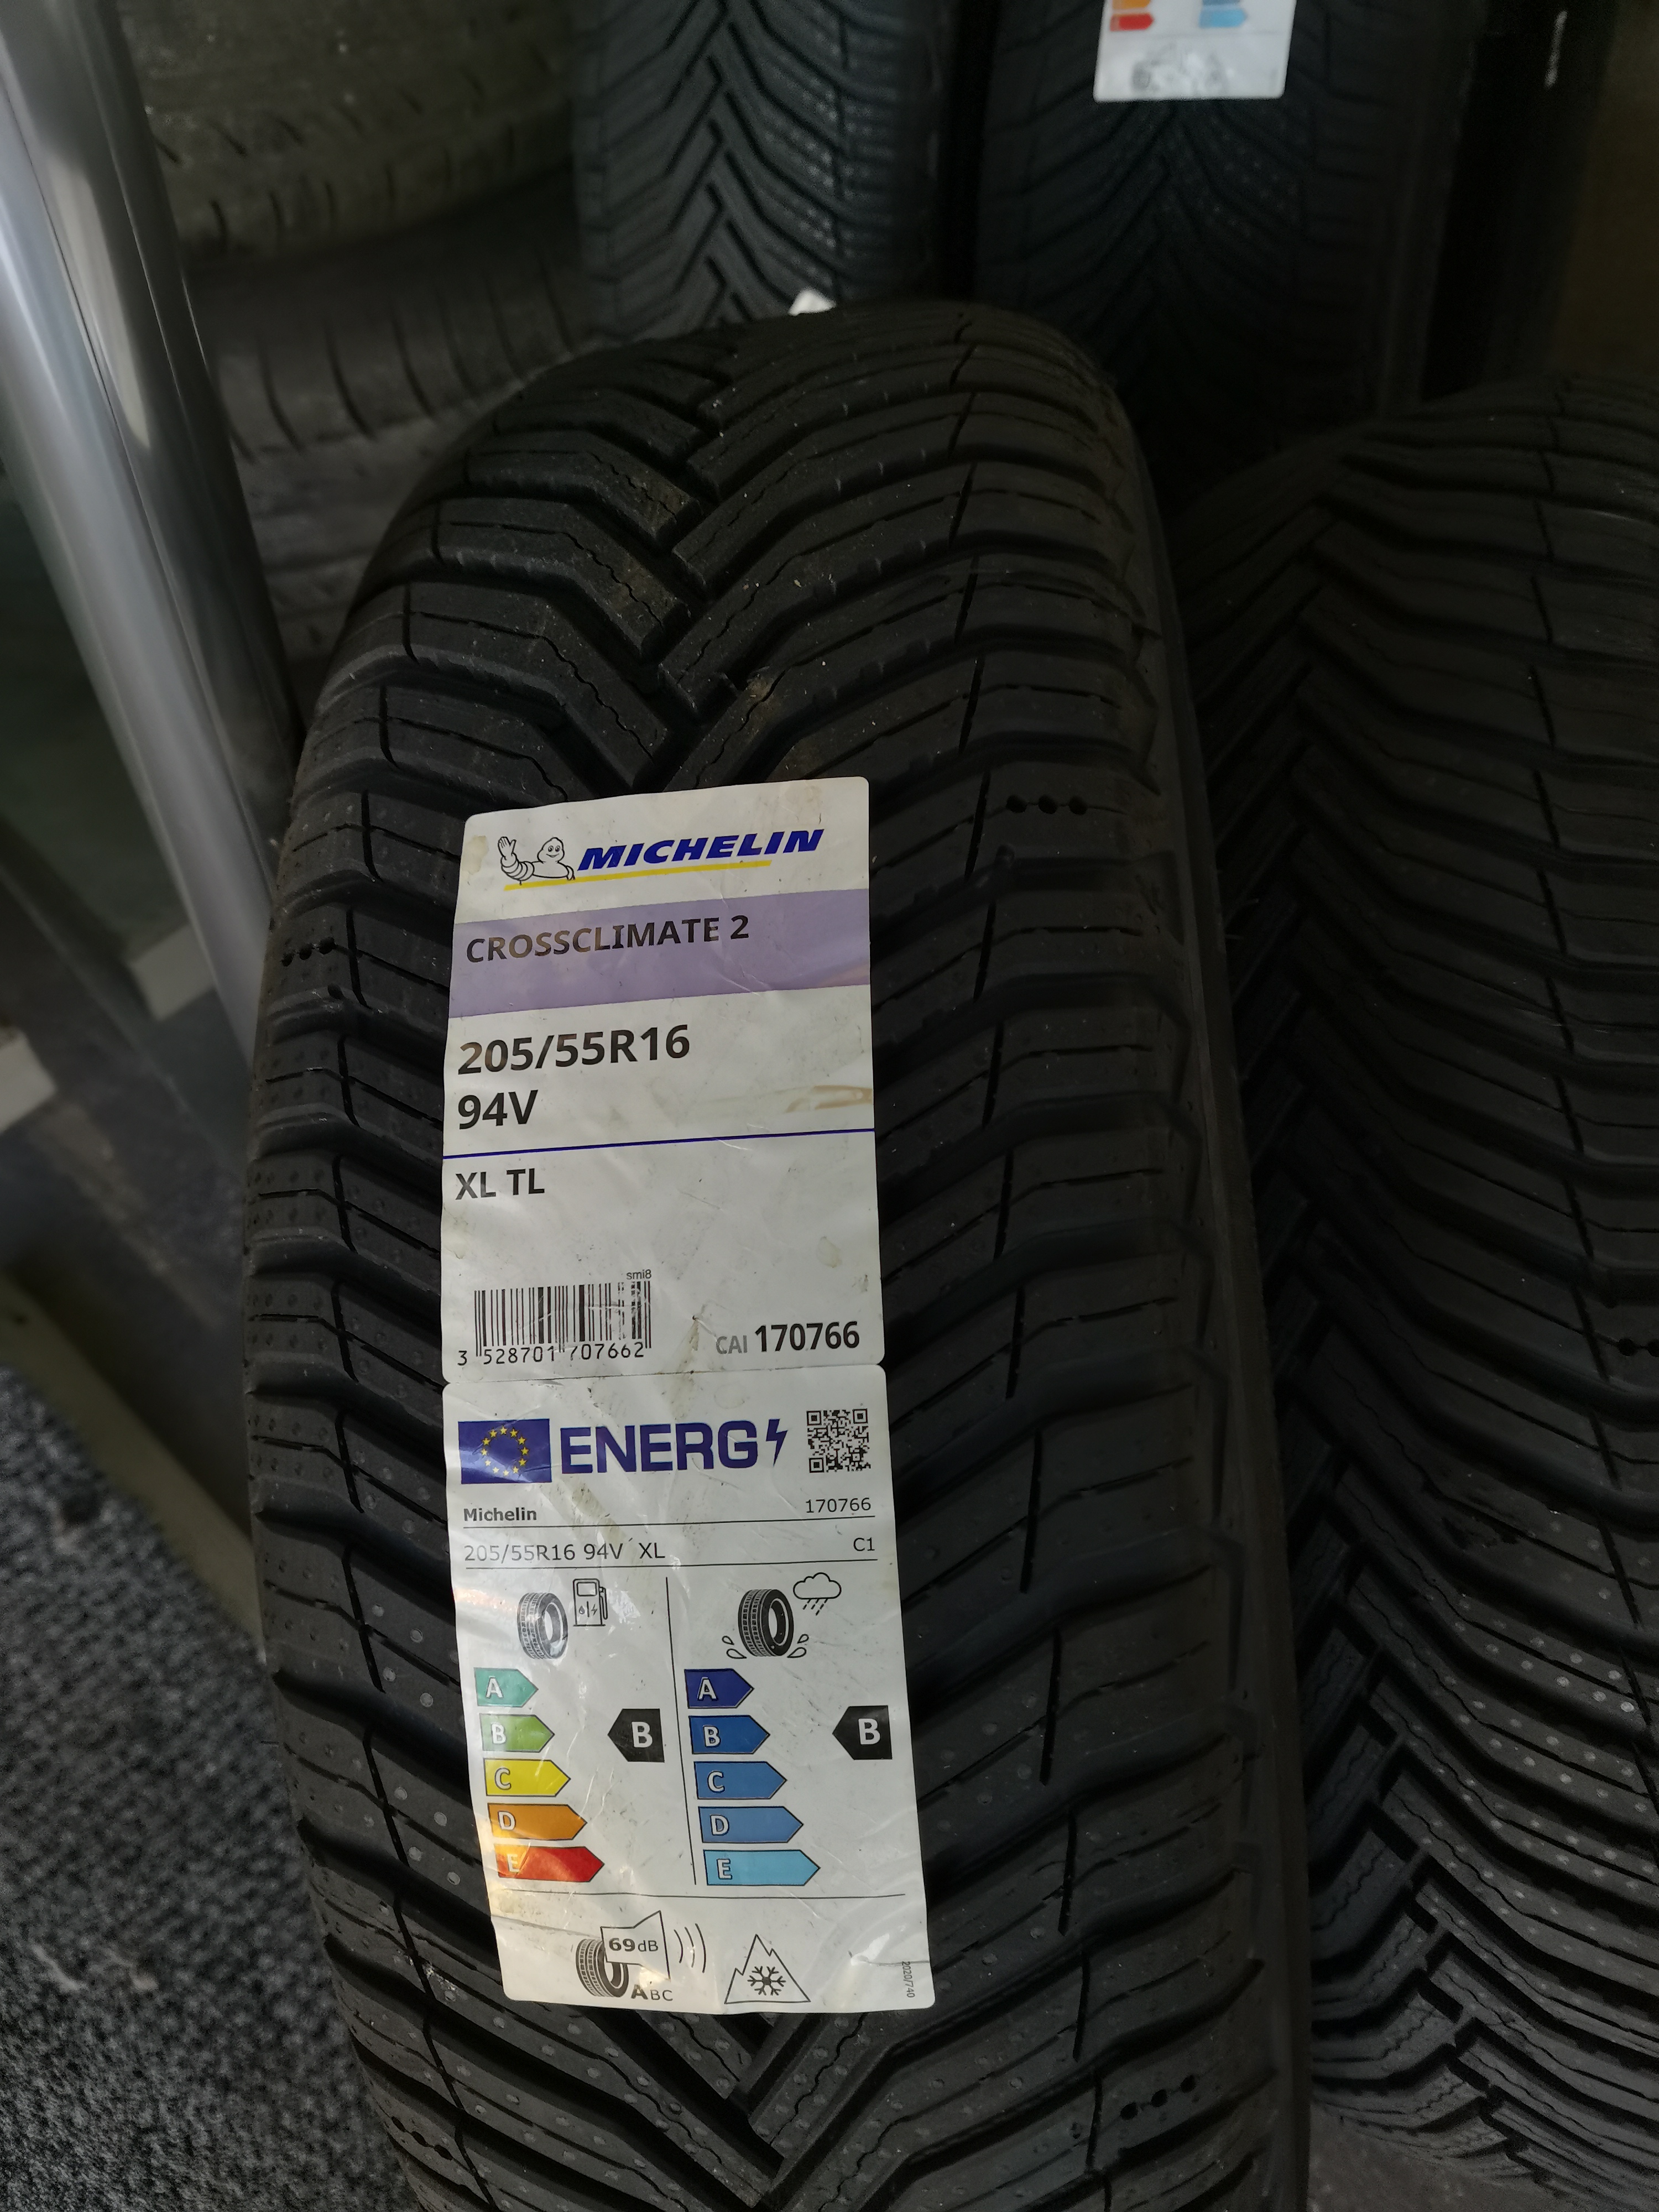 MICHELIN
CROSSCLIMATE 2
205/55R16
94V
XL TL
smi8
3 528701 707662
CAI 170766
ENERG
Michelin 170766
205/55R16 94V XL C1
A A
B B B B
C C
D D
E E
69dB
ABC
2020/740